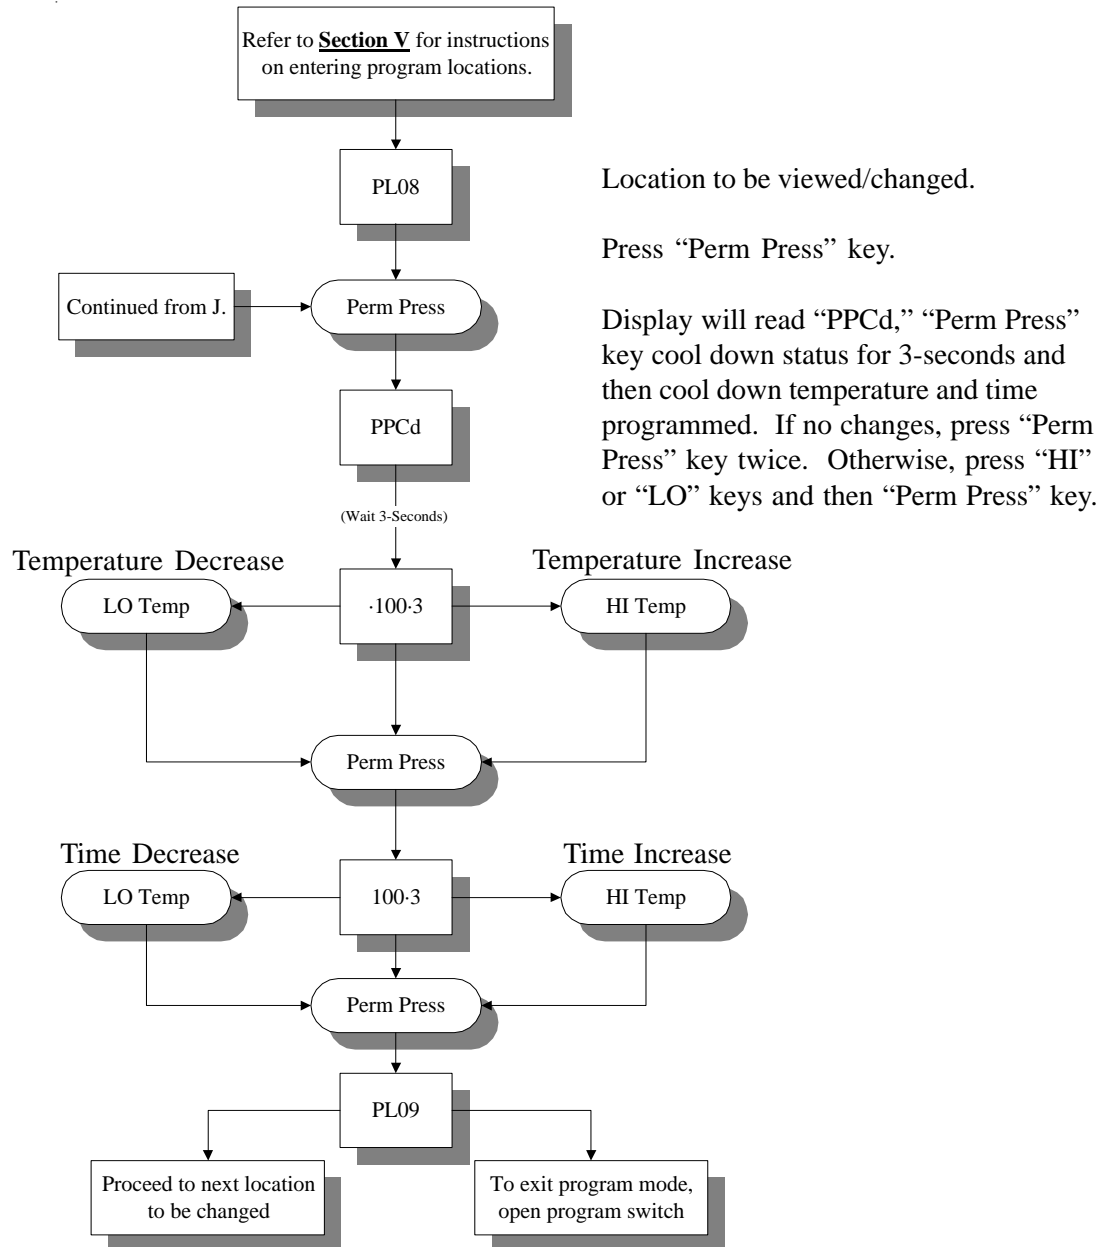 Refer to Section V for instructions
on entering program locations.
PL08
Location to be viewed/changed.
Press “Perm Press” key.
Continued from J.
Perm Press
Display will read “PPCd,” “Perm Press”
key cool down status for 3-seconds and
then cool down temperature and time
programmed.  If no changes, press “Perm
Press” key twice.  Otherwise, press “HI”
or “LO” keys and then “Perm Press” key.
PPCd
(Wait 3-Seconds)
Temperature Decrease
Temperature Increase
LO Temp
·100·3
HI Temp
Perm Press
Time Decrease
Time Increase
LO Temp
100·3
HI Temp
Perm Press
PL09
Proceed to next location
to be changed
To exit program mode,
open program switch